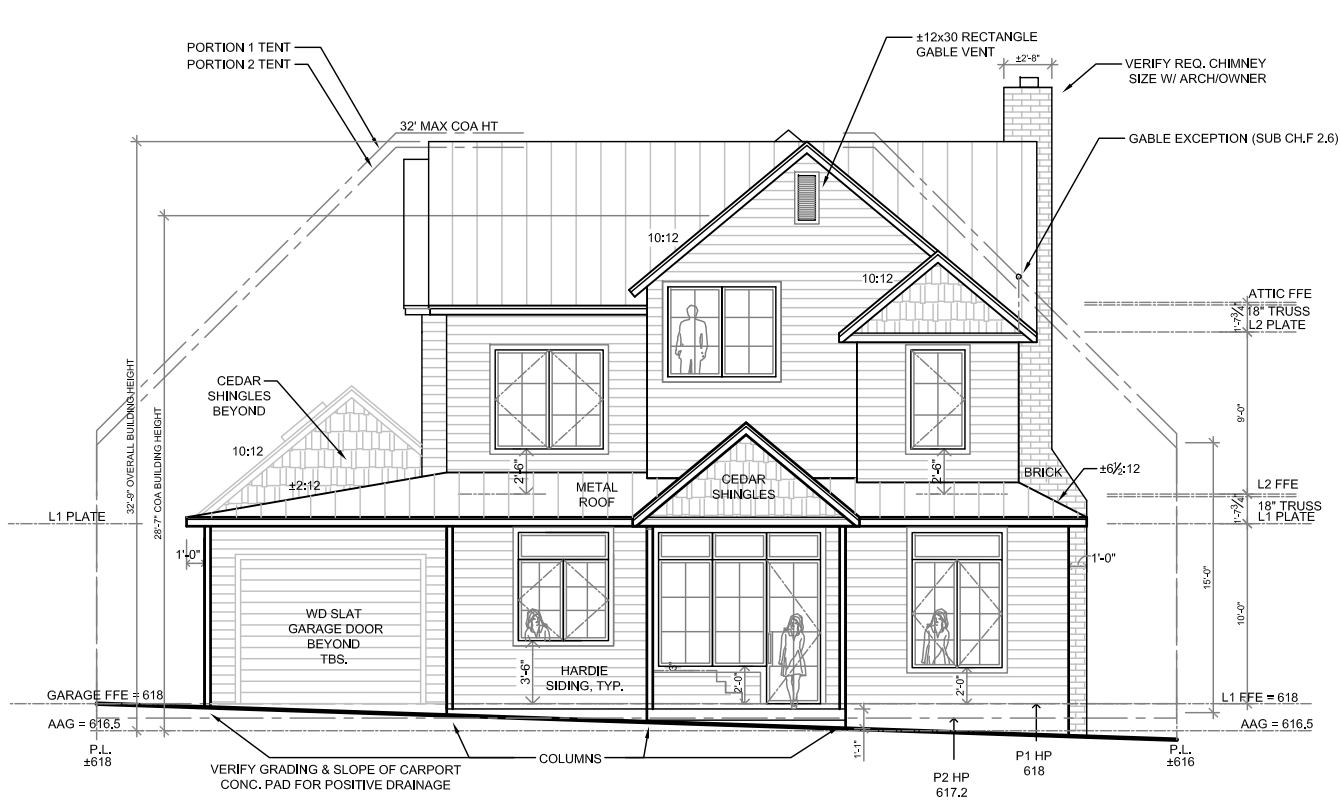 PORTION 1 TENT
PORTION 2 TENT
±12x30 RECTANGLE
GABLE VENT
±2'-8"
VERIFY REQ. CHIMNEY
SIZE W/ ARCH/OWNER
32' MAX COA HT
GABLE EXCEPTION (SUB CH.F 2.6)
10:12
10:12
ATTIC FFE
18" TRUSS
1'-7¾"
L2 PLATE
32'-9" OVERALL BUILDING HEIGHT
28'-7" COA BUILDING HEIGHT
CEDAR
SHINGLES
BEYOND
10:12
9'-0"
±2:12
2'-6"
METAL
ROOF
CEDAR
SHINGLES
2'-6"
BRICK
±6½:12
L2 FFE
18" TRUSS
1'-7¾"
L1 PLATE
L1 PLATE
1'-0"
1'-0"
15'-0"
10'-0"
WD SLAT
GARAGE DOOR
BEYOND
TBS.
3'-6"
HARDIE
SIDING, TYP.
2'-0"
2'-0"
GARAGE FFE = 618
L1 FFE = 618
AAG = 616.5
AAG = 616.5
1'-1"
P.L.
±618
COLUMNS
VERIFY GRADING & SLOPE OF CARPORT
CONC. PAD FOR POSITIVE DRAINAGE
P2 HP
617.2
P1 HP
618
P.L.
±616